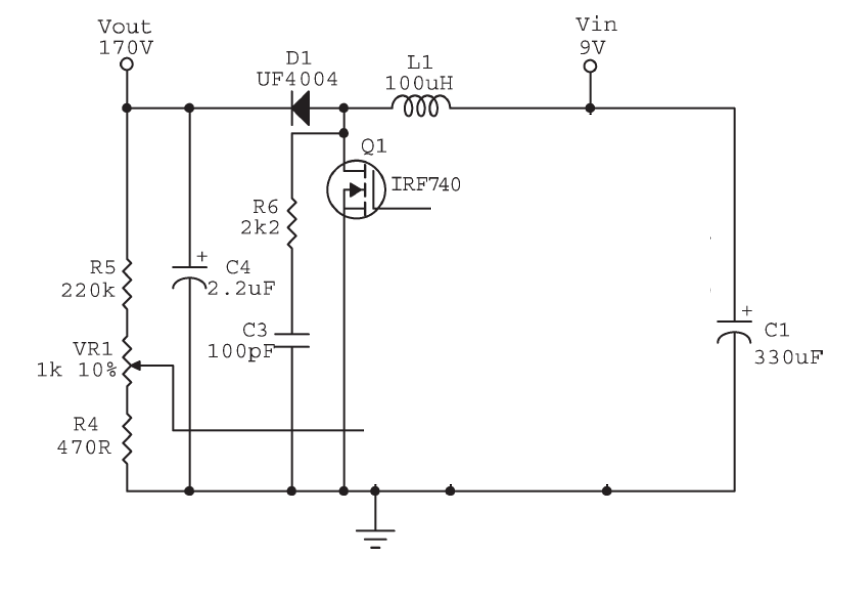 Vout
170V
Vin
9V
D1
UF4004
L1
100uH
Q1
IRF740
R6
2k2
R5
220k
+
C4
2.2uF
C3
100pF
VR1
1k 10%
+
C1
330uF
R4
470R